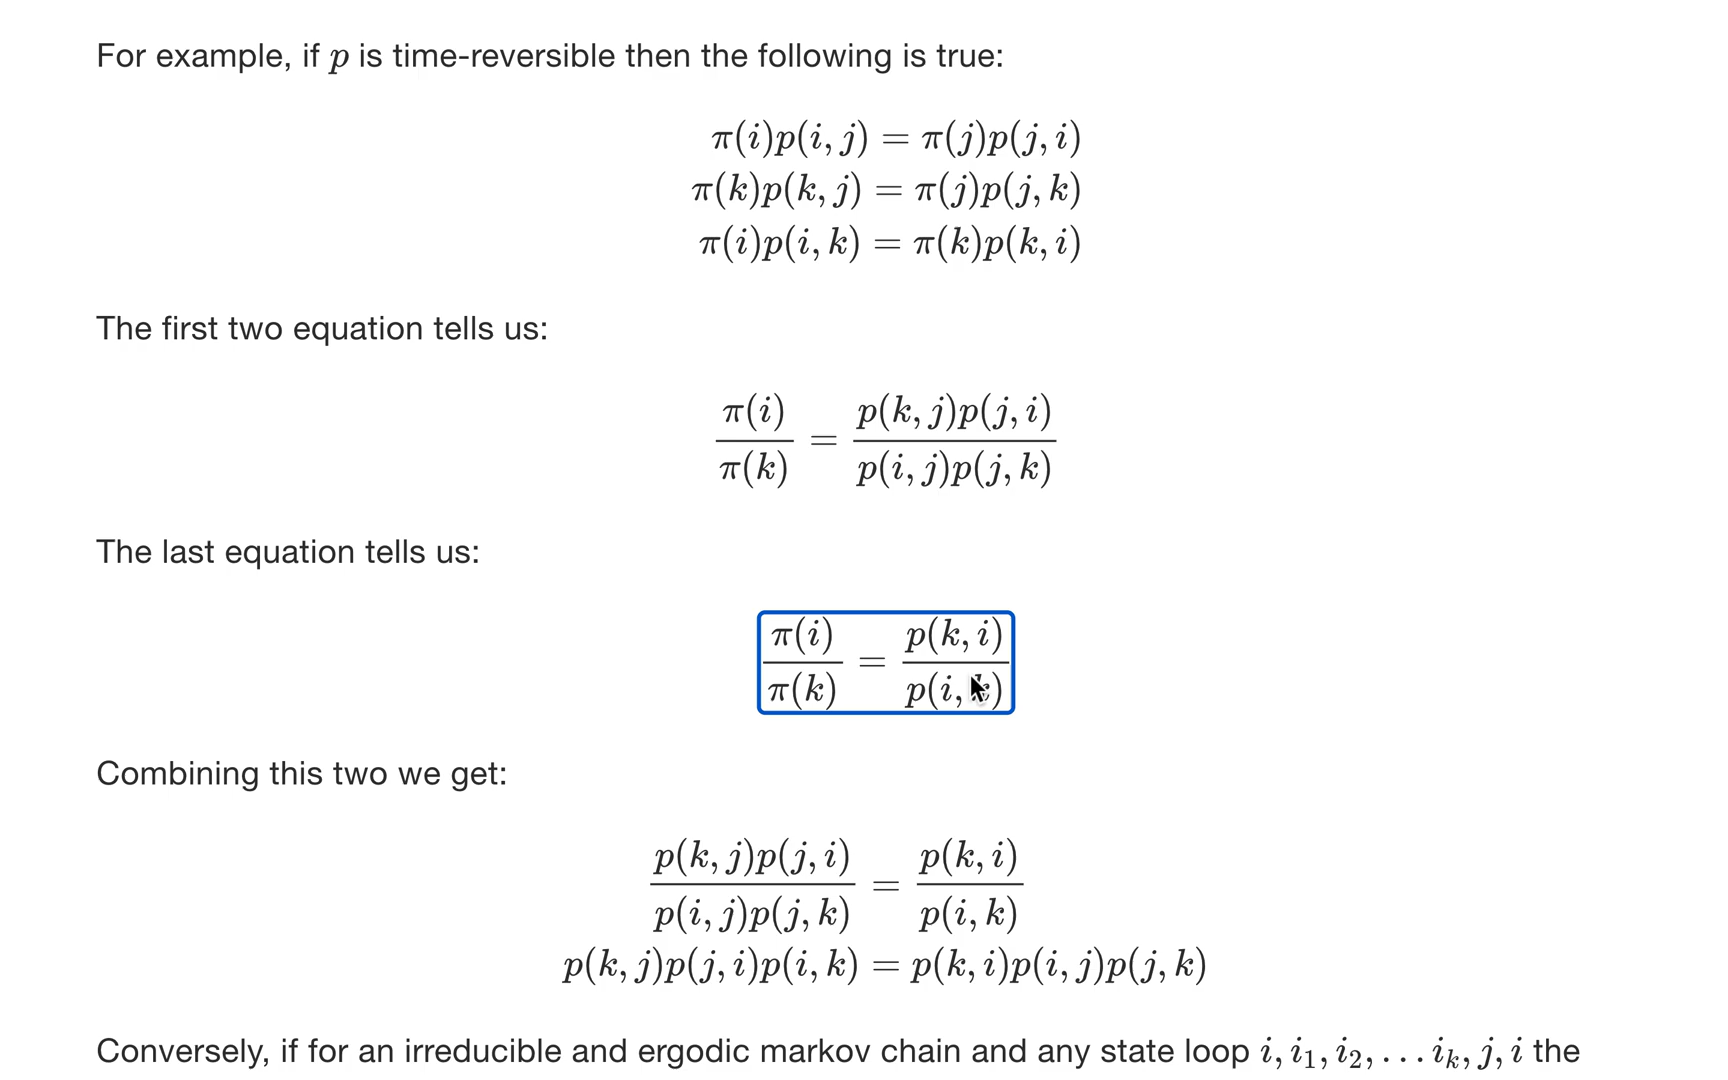 For example, if p is time-reversible then the following is true:
π(i)p(i, j) = π(j)p(j, i)
π(k)p(k, j) = π(j)p(j, k)
π(i)p(i, k) = π(k)p(k, i)
The first two equation tells us:
π(i)/π(k) = p(k, j)p(j, i)/p(i, j)p(j, k)
The last equation tells us:
π(i)/π(k) = p(k, i)/p(i, k)
Combining this two we get:
p(k, j)p(j, i)/p(i, j)p(j, k) = p(k, i)/p(i, k)
p(k, j)p(j, i)p(i, k) = p(k, i)p(i, j)p(j, k)
Conversely, if for an irreducible and ergodic markov chain and any state loop i, i₁, i₂, … iₖ, j, i the